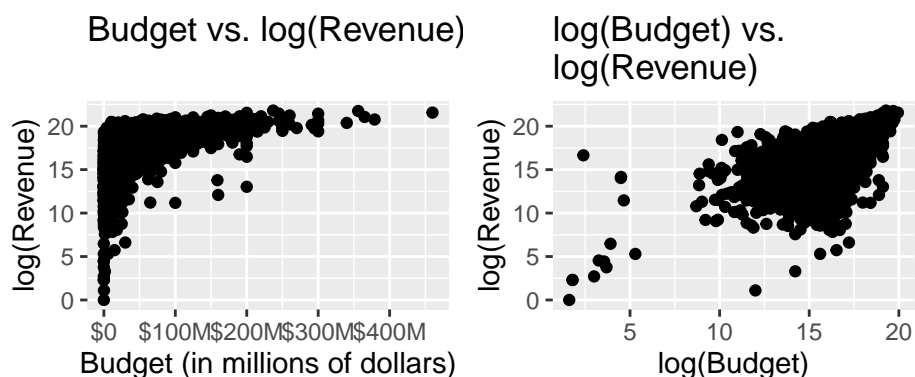 Budget vs. log(Revenue)
log(Revenue)
20
15
10
5
0
$0 $100M $200M $300M $400M
Budget (in millions of dollars)
log(Budget) vs.
log(Revenue)
log(Revenue)
20
15
10
5
0
5 10 15 20
log(Budget)